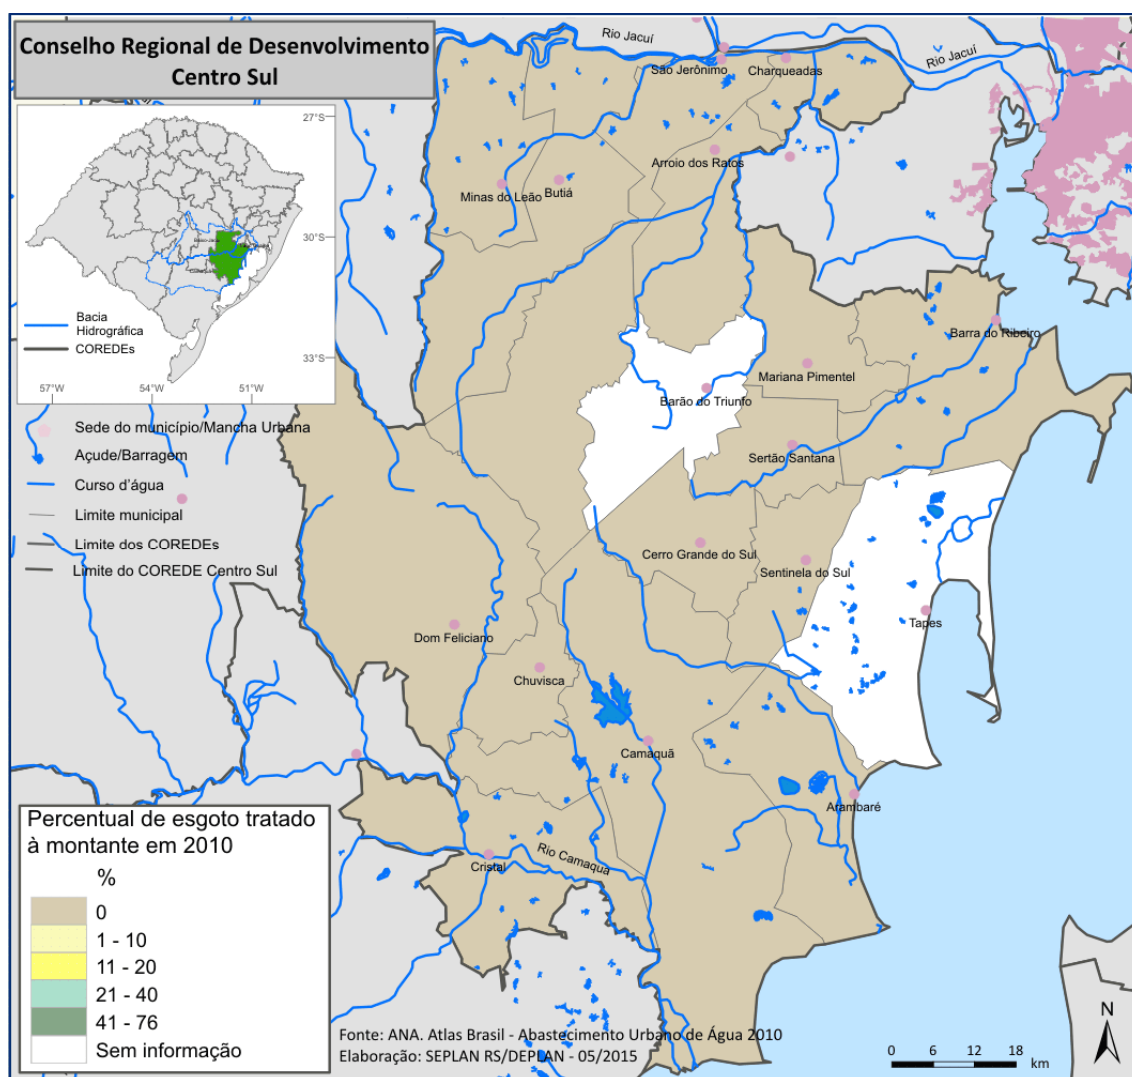 Conselho Regional de Desenvolvimento
Centro Sul
Rio Jacuí
Rio Jacuí
São Jerônimo
Charqueadas
Arroio dos Ratos
Minas do Leão
Butiá
Barra do Ribeiro
Mariana Pimentel
Barão do Triunfo
Sertão Santana
Cerro Grande do Sul
Sentinela do Sul
Tapes
Dom Feliciano
Chuvisca
Camaquã
Arambaré
Cristal
Rio Camaquã
27°S
30°S
33°S
57°W
54°W
51°W
Bacia
Hidrográfica
COREDEs
Sede do município/Mancha Urbana
Açude/Barragem
Curso d'água
Limite municipal
Limite dos COREDEs
Limite do COREDE Centro Sul
Percentual de esgoto tratado
à montante em 2010
%
0
1 - 10
11 - 20
21 - 40
41 - 76
Sem informação
Fonte: ANA. Atlas Brasil - Abastecimento Urbano de Água 2010
Elaboração: SEPLAN RS/DEPLAN - 05/2015
N
0 6 12 18
km